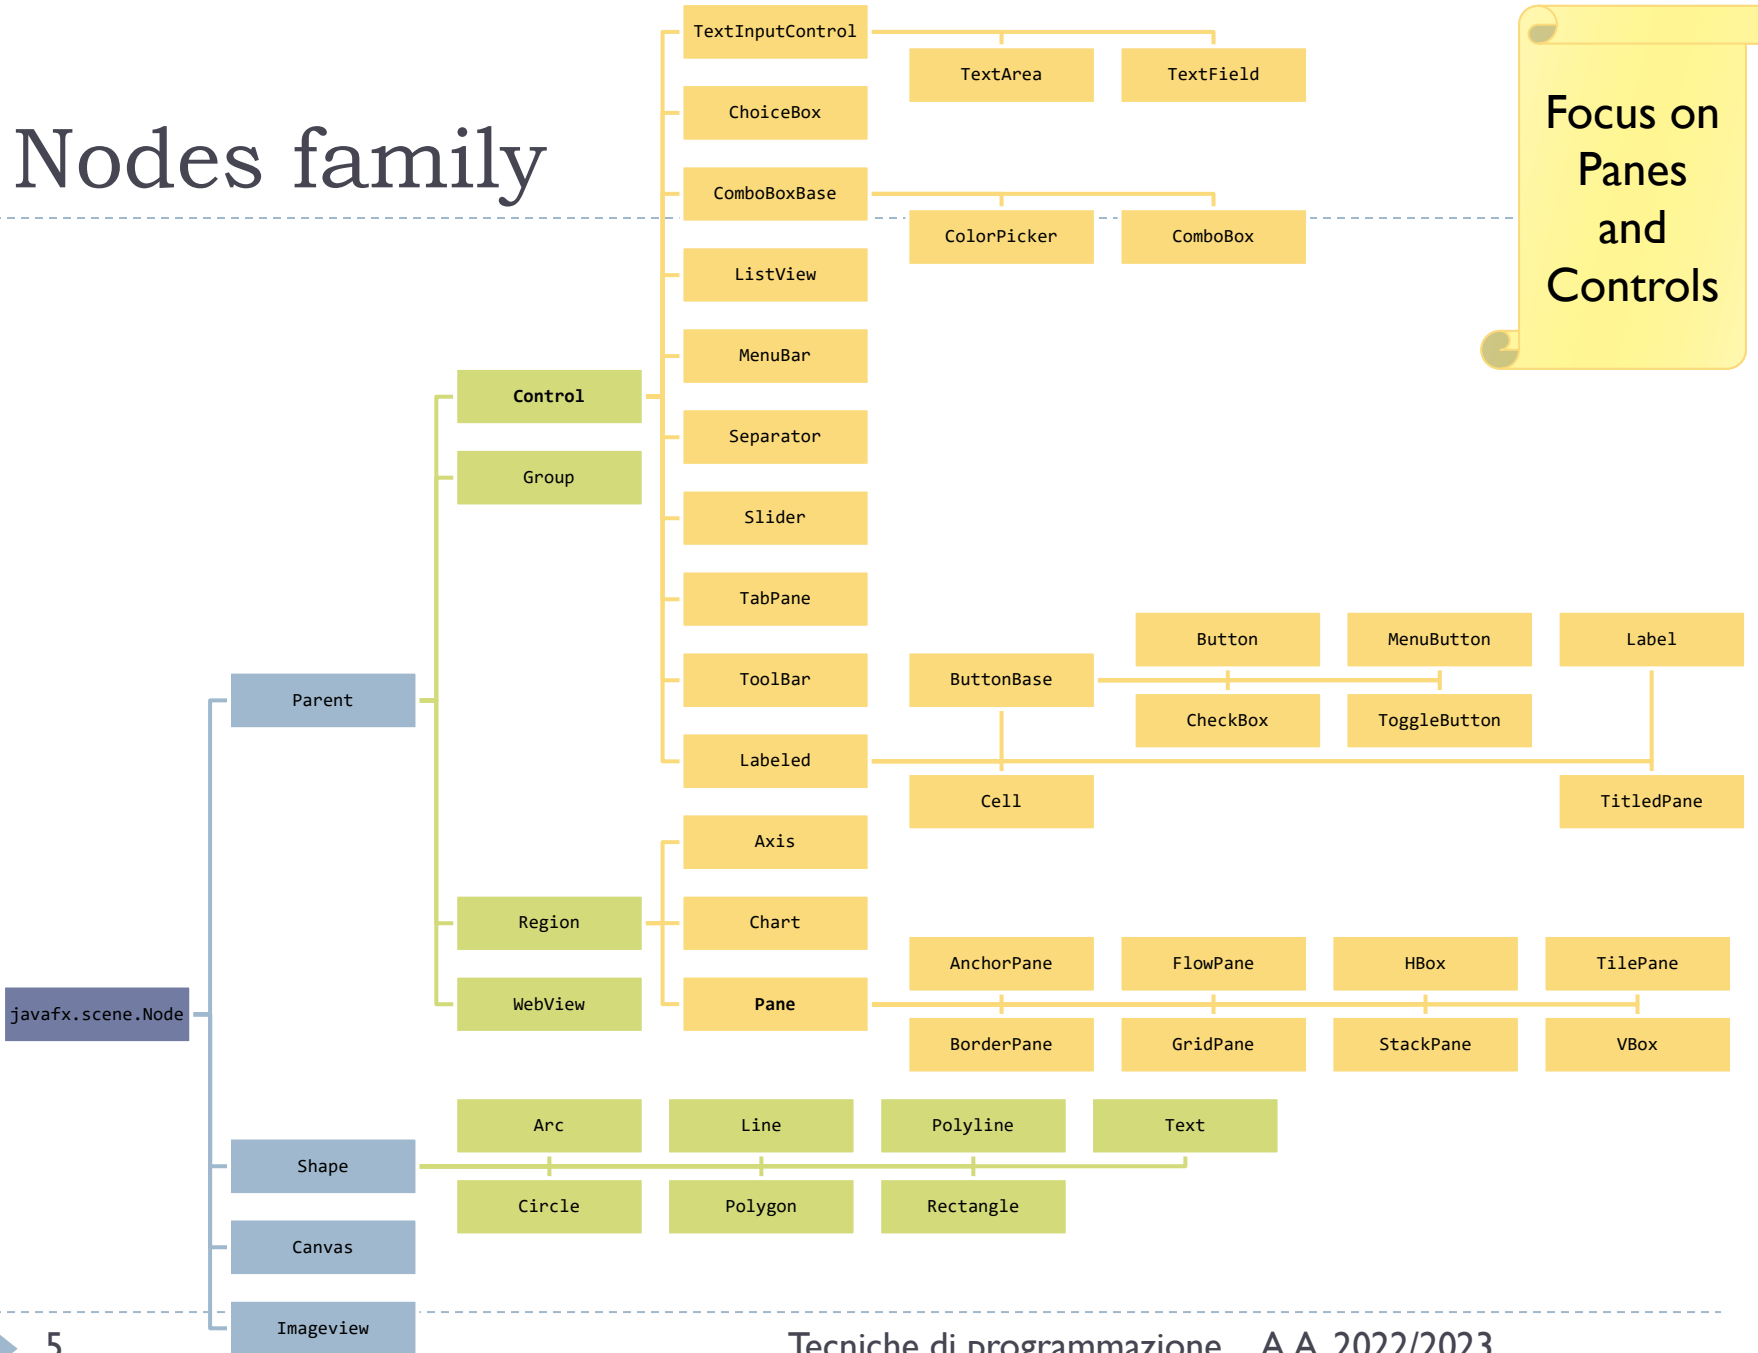 Nodes family
Focus on
Panes
and
Controls
TextInputControl
TextArea
TextField
ChoiceBox
ComboBoxBase
ColorPicker
ComboBox
ListView
MenuBar
Control
Separator
Group
Slider
TabPane
Parent
ToolBar
ButtonBase
Button
MenuButton
Label
CheckBox
ToggleButton
Labeled
Cell
TitledPane
Axis
Region
Chart
WebView
Pane
AnchorPane
FlowPane
HBox
TilePane
BorderPane
GridPane
StackPane
VBox
javafx.scene.Node
Shape
Arc
Line
Polyline
Text
Circle
Polygon
Rectangle
Canvas
Imageview
5
Tecniche di programmazione A.A. 2022/2023